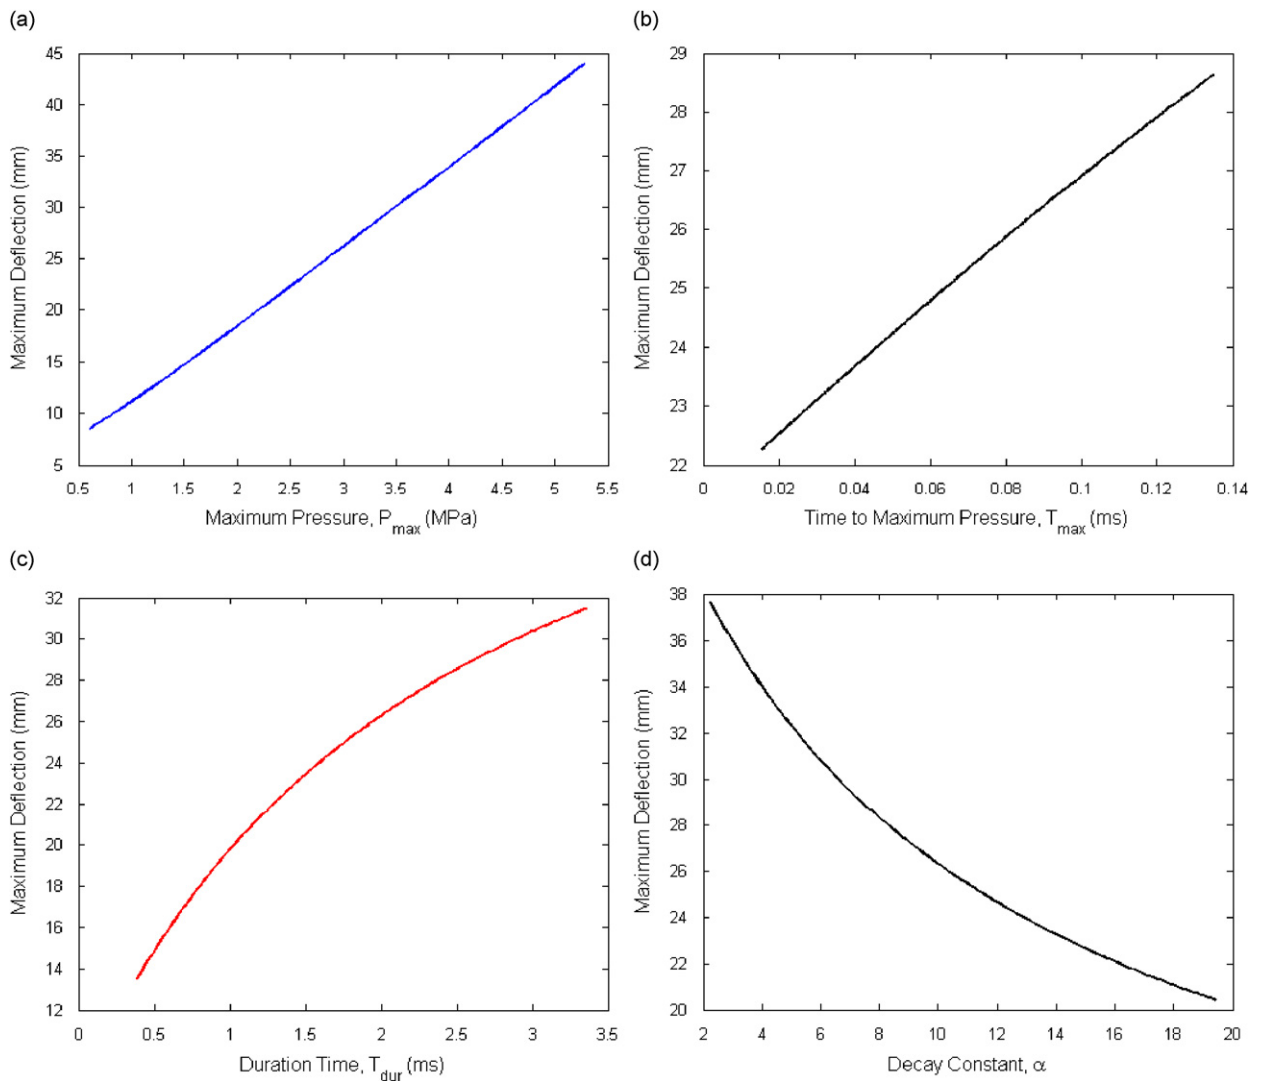 (a)
45
40
35
30
25
20
15
10
5
Maximum Deflection (mm)
0.5 1 1.5 2 2.5 3 3.5 4 4.5 5 5.5
Maximum Pressure, P_max (MPa)
(b)
29
28
27
26
25
24
23
22
Maximum Deflection (mm)
0 0.02 0.04 0.06 0.08 0.1 0.12 0.14
Time to Maximum Pressure, T_max (ms)
(c)
32
30
28
26
24
22
20
18
16
14
12
Maximum Deflection (mm)
0 0.5 1 1.5 2 2.5 3 3.5
Duration Time, T_dur (ms)
(d)
38
36
34
32
30
28
26
24
22
20
Maximum Deflection (mm)
2 4 6 8 10 12 14 16 18 20
Decay Constant, α